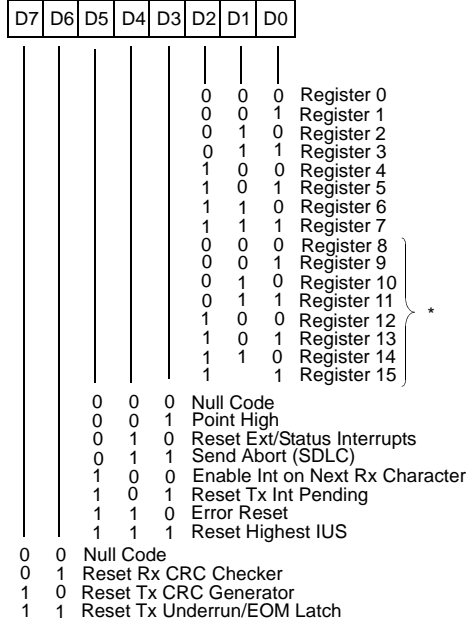 D7 D6 D5 D4 D3 D2 D1 D0
0 0 0 Register 0
0 0 1 Register 1
0 1 0 Register 2
0 1 1 Register 3
1 0 0 Register 4
1 0 1 Register 5
1 1 0 Register 6
1 1 1 Register 7
0 0 0 Register 8
0 0 1 Register 9
0 1 0 Register 10
0 1 1 Register 11
1 0 0 Register 12
1 0 1 Register 13
1 1 0 Register 14
1 1 Register 15
*
0 0 0 Null Code
0 0 1 Point High
0 1 0 Reset Ext/Status Interrupts
0 1 1 Send Abort (SDLC)
1 0 0 Enable Int on Next Rx Character
1 0 1 Reset Tx Int Pending
1 1 0 Error Reset
1 1 1 Reset Highest IUS
0 0 Null Code
0 1 Reset Rx CRC Checker
1 0 Reset Tx CRC Generator
1 1 Reset Tx Underrun/EOM Latch